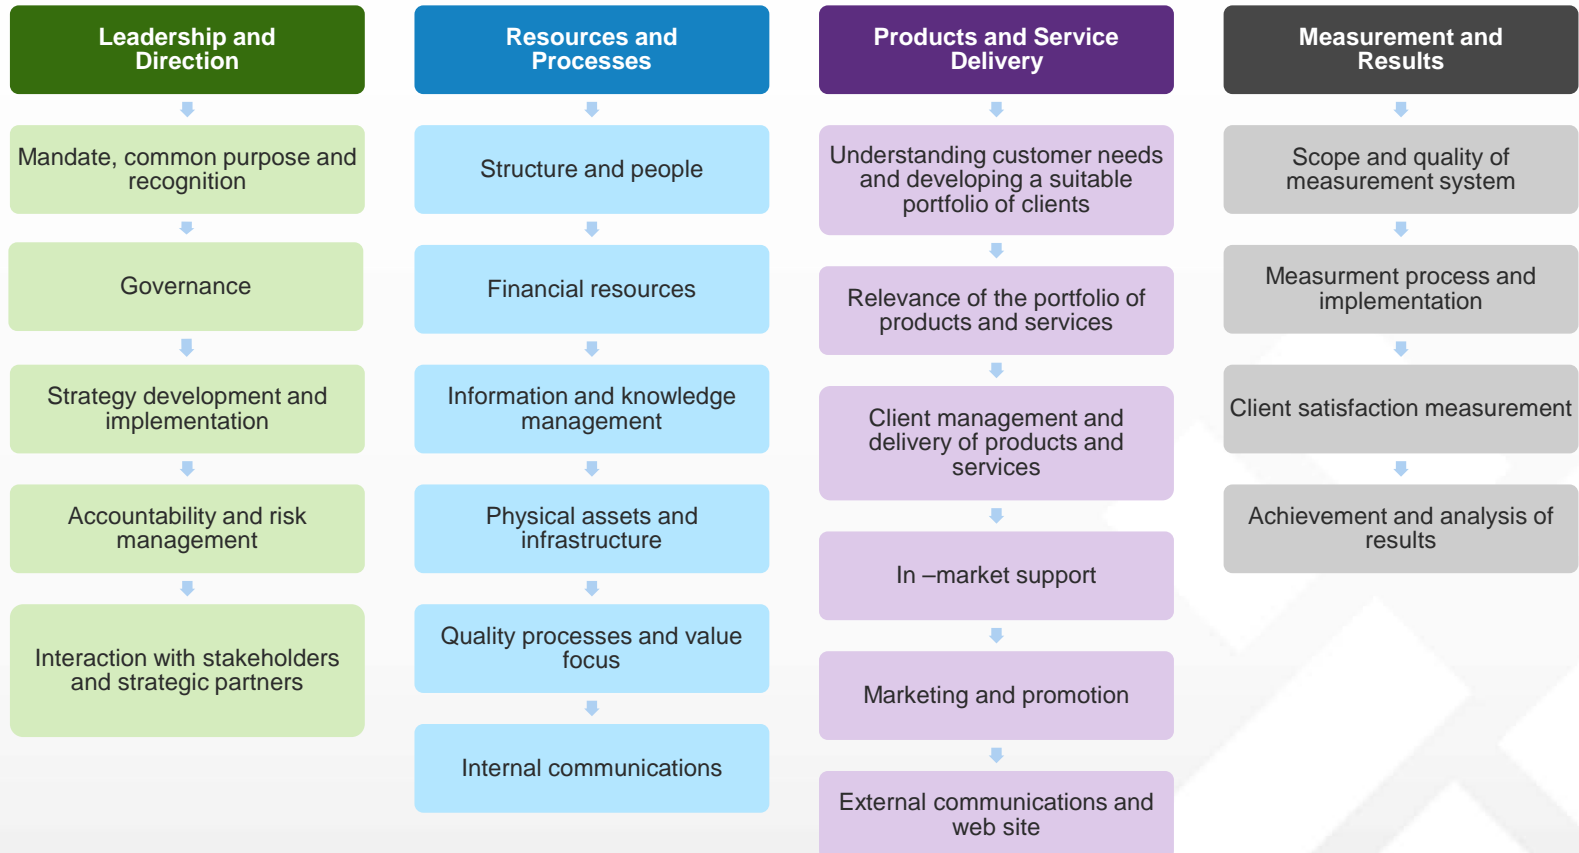 Leadership and
Direction
Mandate, common purpose and
recognition
Governance
Strategy development and
implementation
Accountability and risk
management
Interaction with stakeholders
and strategic partners
Resources and
Processes
Structure and people
Financial resources
Information and knowledge
management
Physical assets and
infrastructure
Quality processes and value
focus
Internal communications
Products and Service
Delivery
Understanding customer needs
and developing a suitable
portfolio of clients
Relevance of the portfolio of
products and services
Client management and
delivery of products and
services
In –market support
Marketing and promotion
External communications and
web site
Measurement and
Results
Scope and quality of
measurement system
Measurment process and
implementation
Client satisfaction measurement
Achievement and analysis of
results